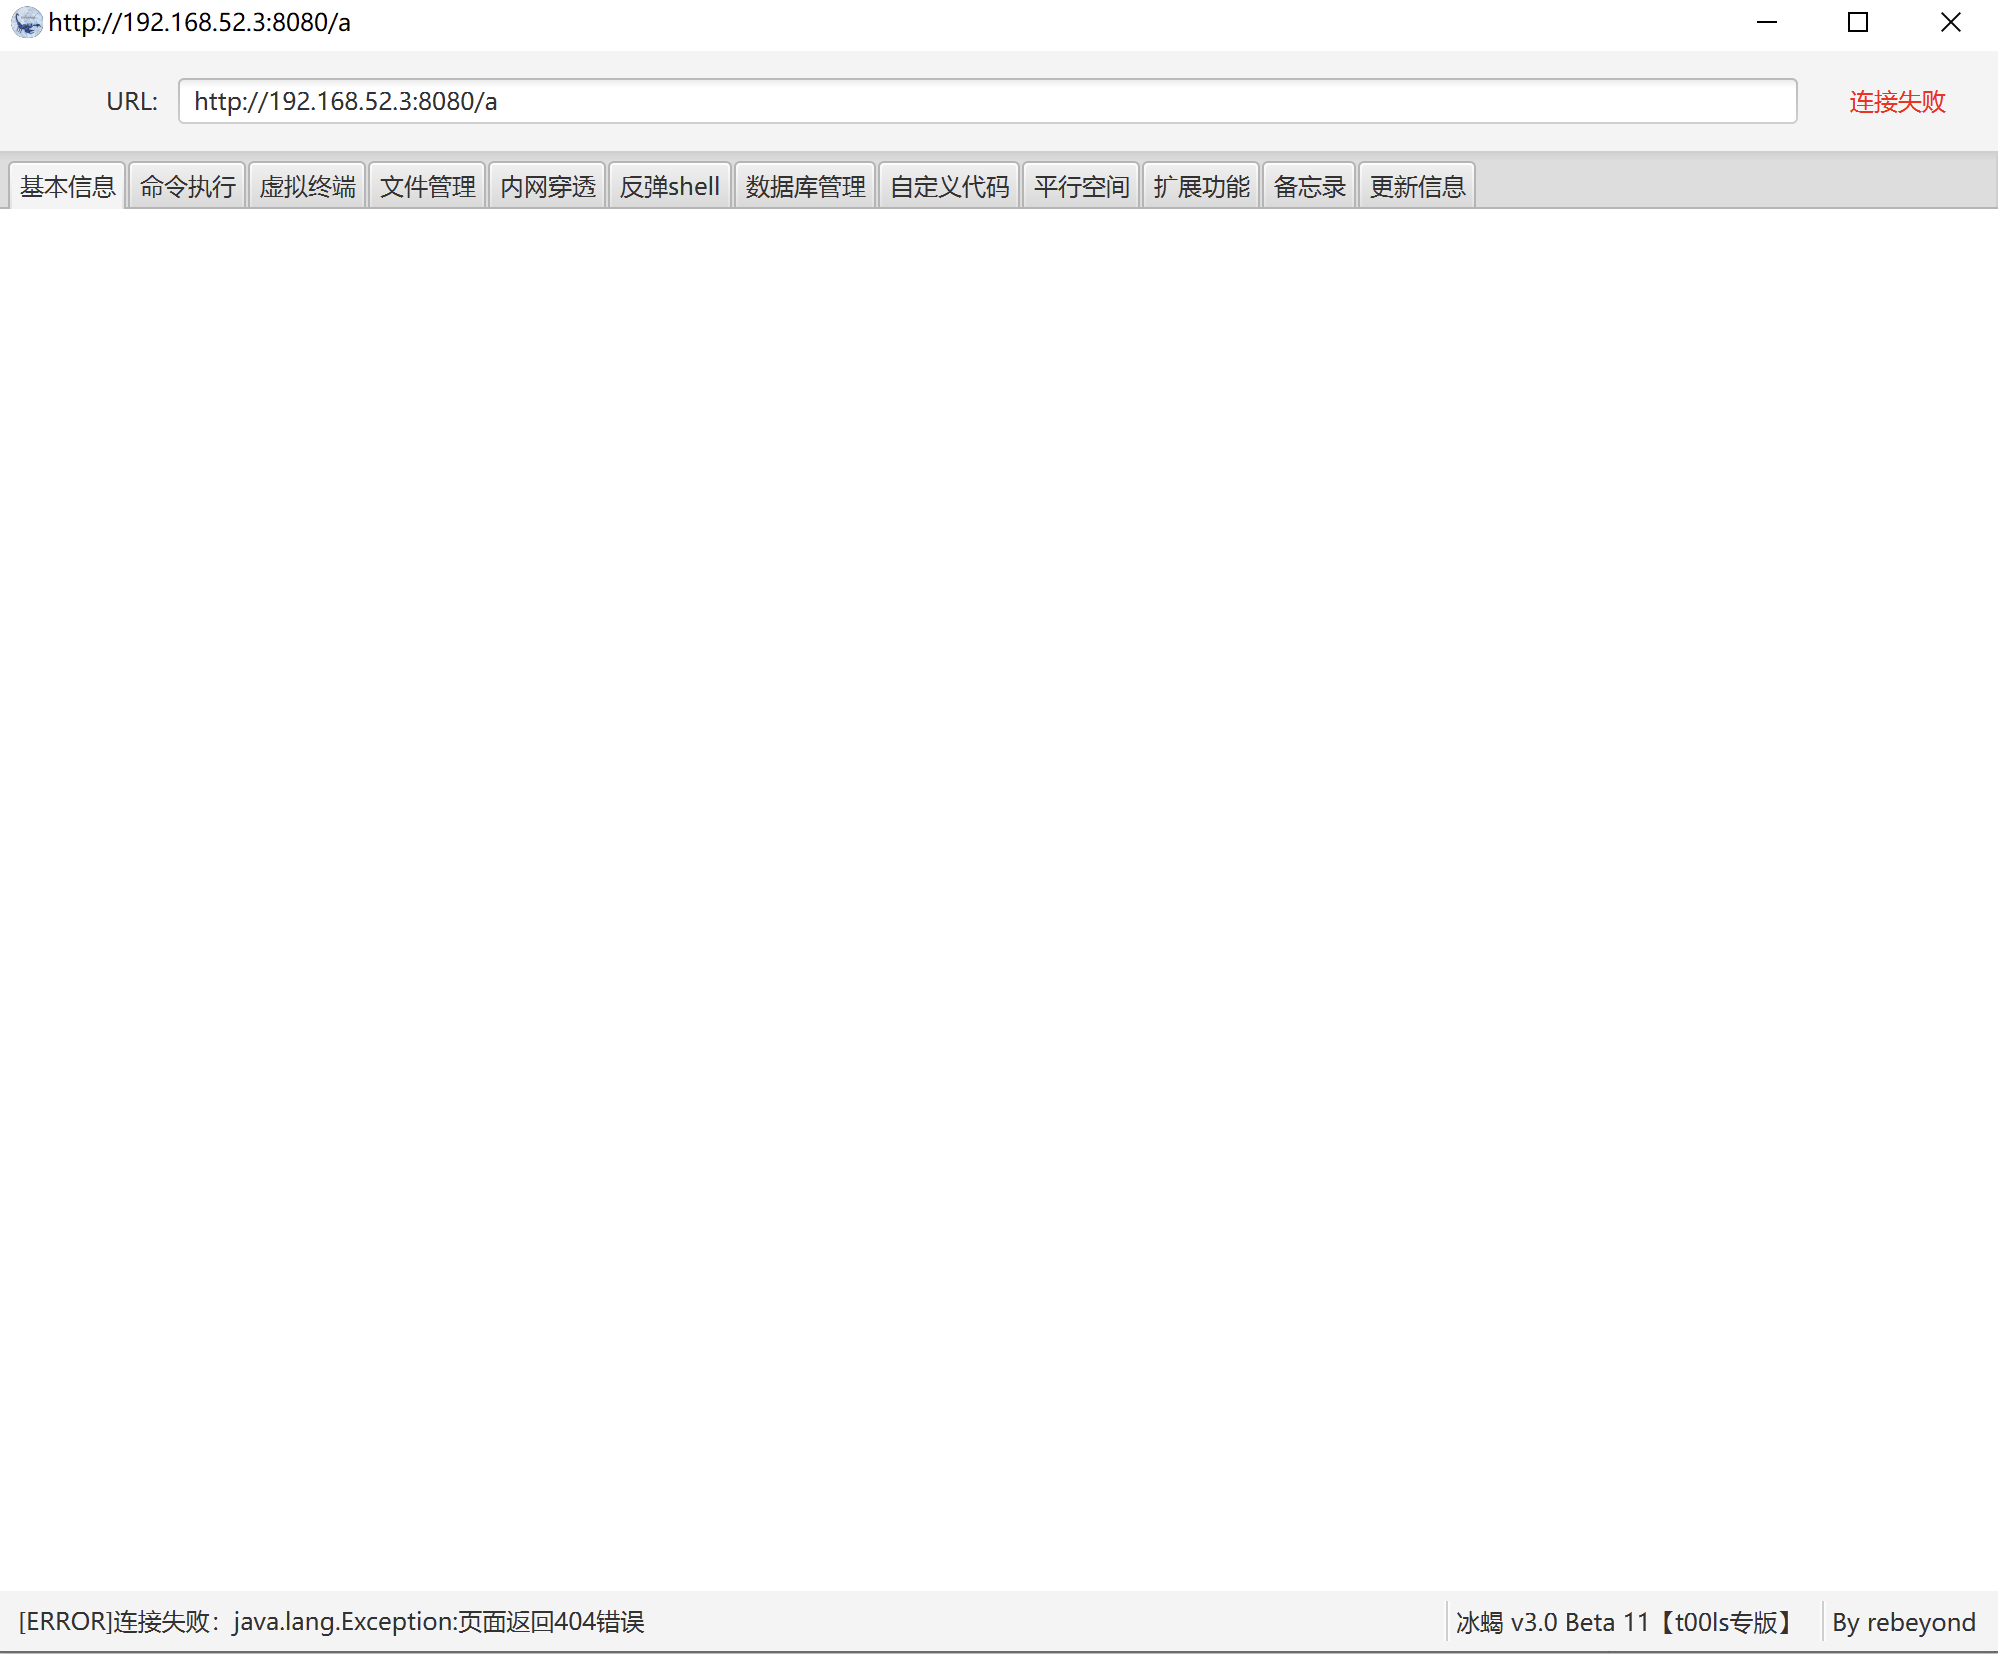 http://192.168.52.3:8080/a
URL: http://192.168.52.3:8080/a 连接失败
基本信息 命令执行 虚拟终端 文件管理 内网穿透 反弹shell 数据库管理 自定义代码 平行空间 扩展功能 备忘录 更新信息
[ERROR]连接失败：java.lang.Exception:页面返回404错误 冰蝎 v3.0 Beta 11【t00ls专版】 By rebeyond